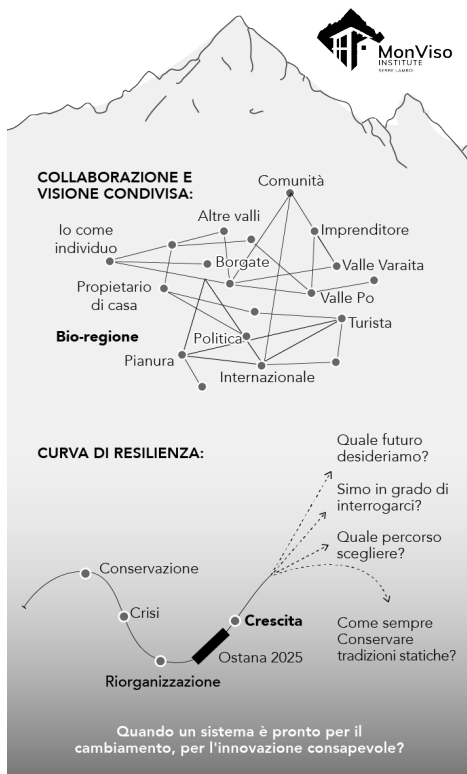 MonViso
INSTITUTE
SERRE LAMBOI
COLLABORAZIONE E
VISIONE CONDIVISA:
Comunità
Altre valli
Io come
individuo
Imprenditore
Borgate
Valle Varaita
Propietario
di casa
Valle Po
Bio-regione
Politica
Turista
Pianura
Internazionale
CURVA DI RESILIENZA:
Quale futuro
desideriamo?
Simo in grado di
interrogarci?
Quale percorso
scegliere?
Conservazione
Crisi
Crescita
Come sempre
Conservare
tradizioni statiche?
Ostana 2025
Riorganizzazione
Quando un sistema è pronto per il
cambiamento, per l'innovazione consapevole?